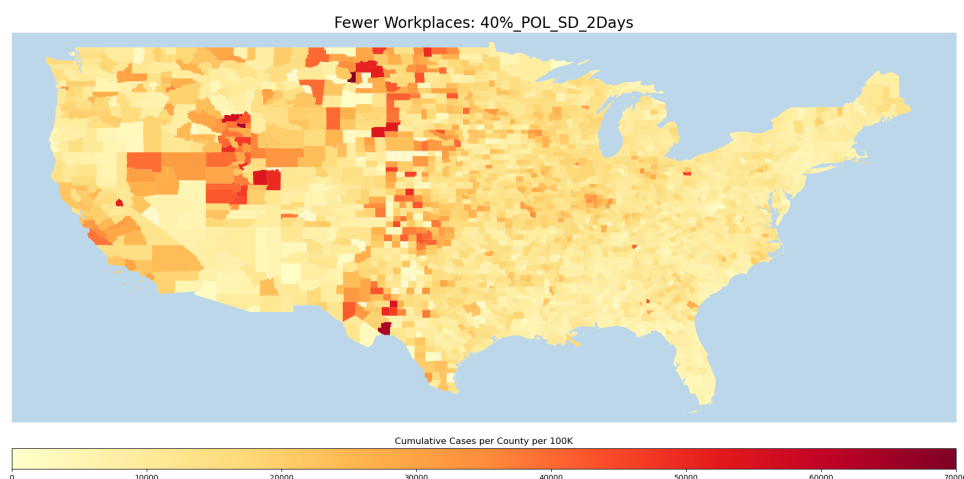 Fewer Workplaces: 40%_POL_SD_2Days
Cumulative Cases per County per 100K
0 10000 20000 30000 40000 50000 60000 70000